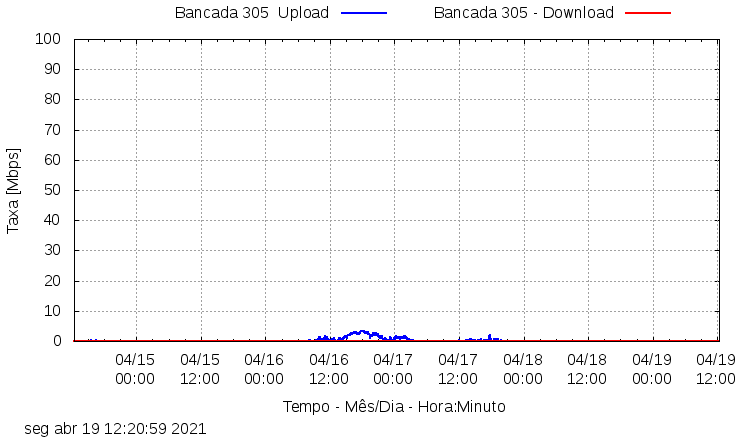 Bancada 305  Upload
Bancada 305 - Download
100
90
80
70
60
50
40
30
20
10
0
Taxa [Mbps]
04/15 04/15 04/16 04/16 04/17 04/17 04/18 04/18 04/19 04/19
00:00 12:00 00:00 12:00 00:00 12:00 00:00 12:00 00:00 12:00
Tempo - Mês/Dia - Hora:Minuto
seg abr 19 12:20:59 2021